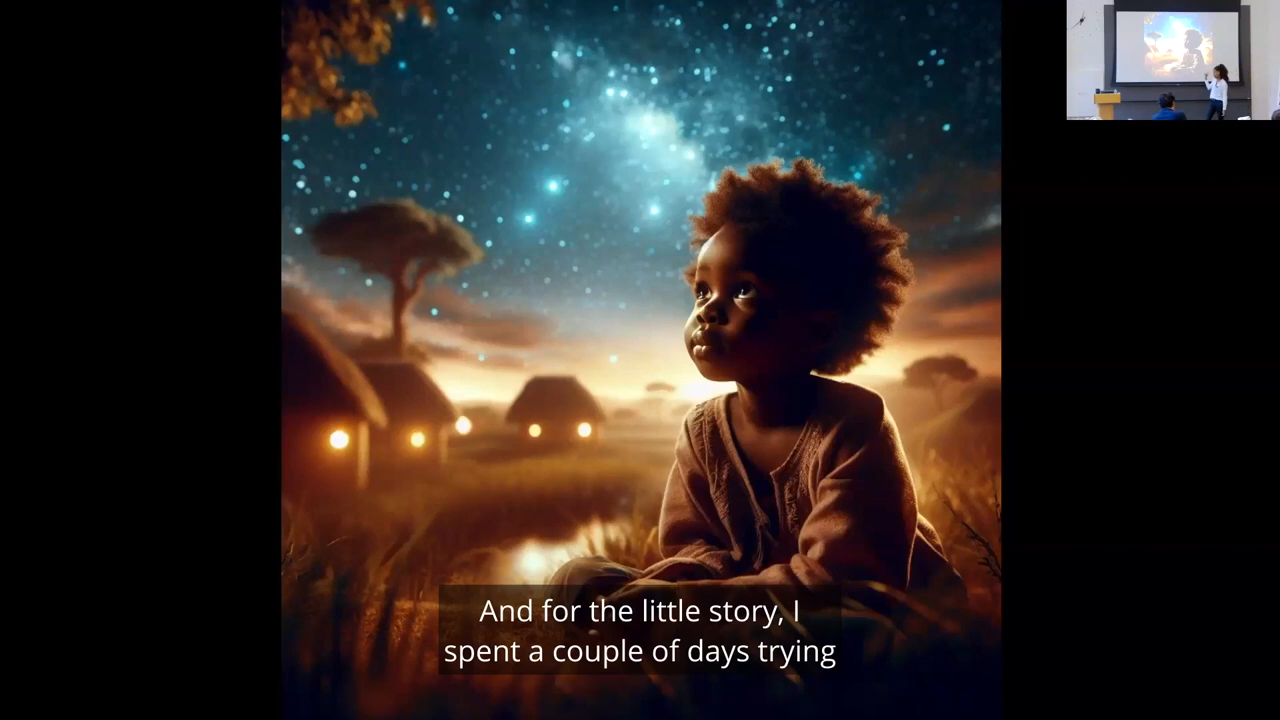 And for the little story, I
spent a couple of days trying